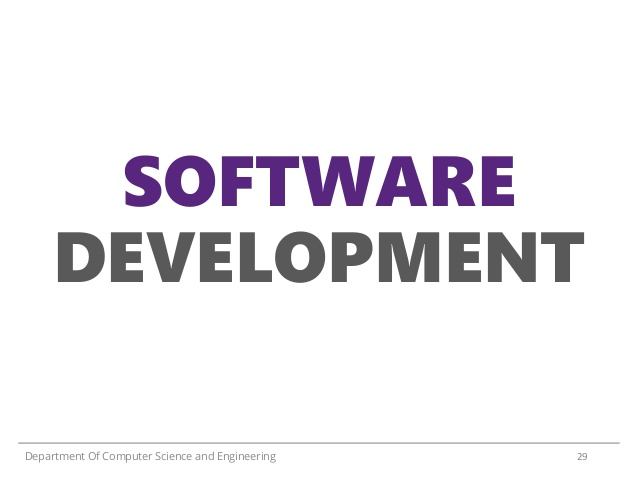 SOFTWARE
DEVELOPMENT
Department Of Computer Science and Engineering 29